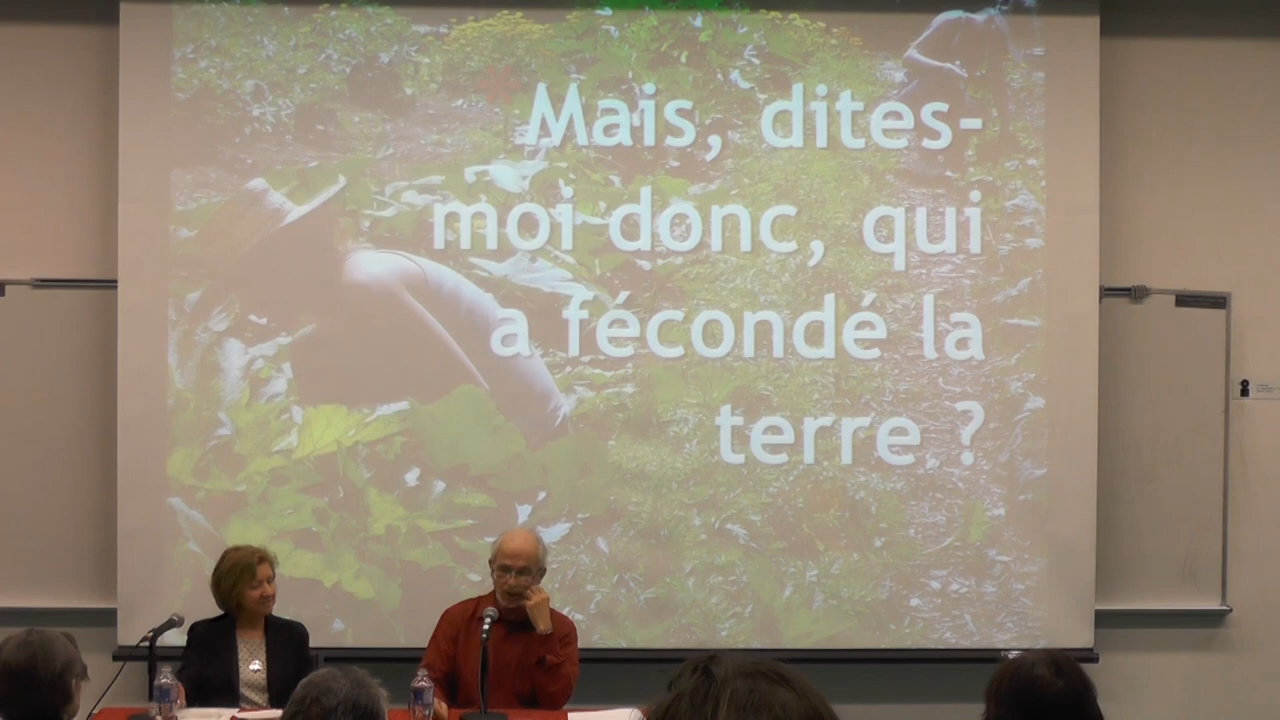 Mais, dites-
moi donc, qui
a fécondé la
terre ?